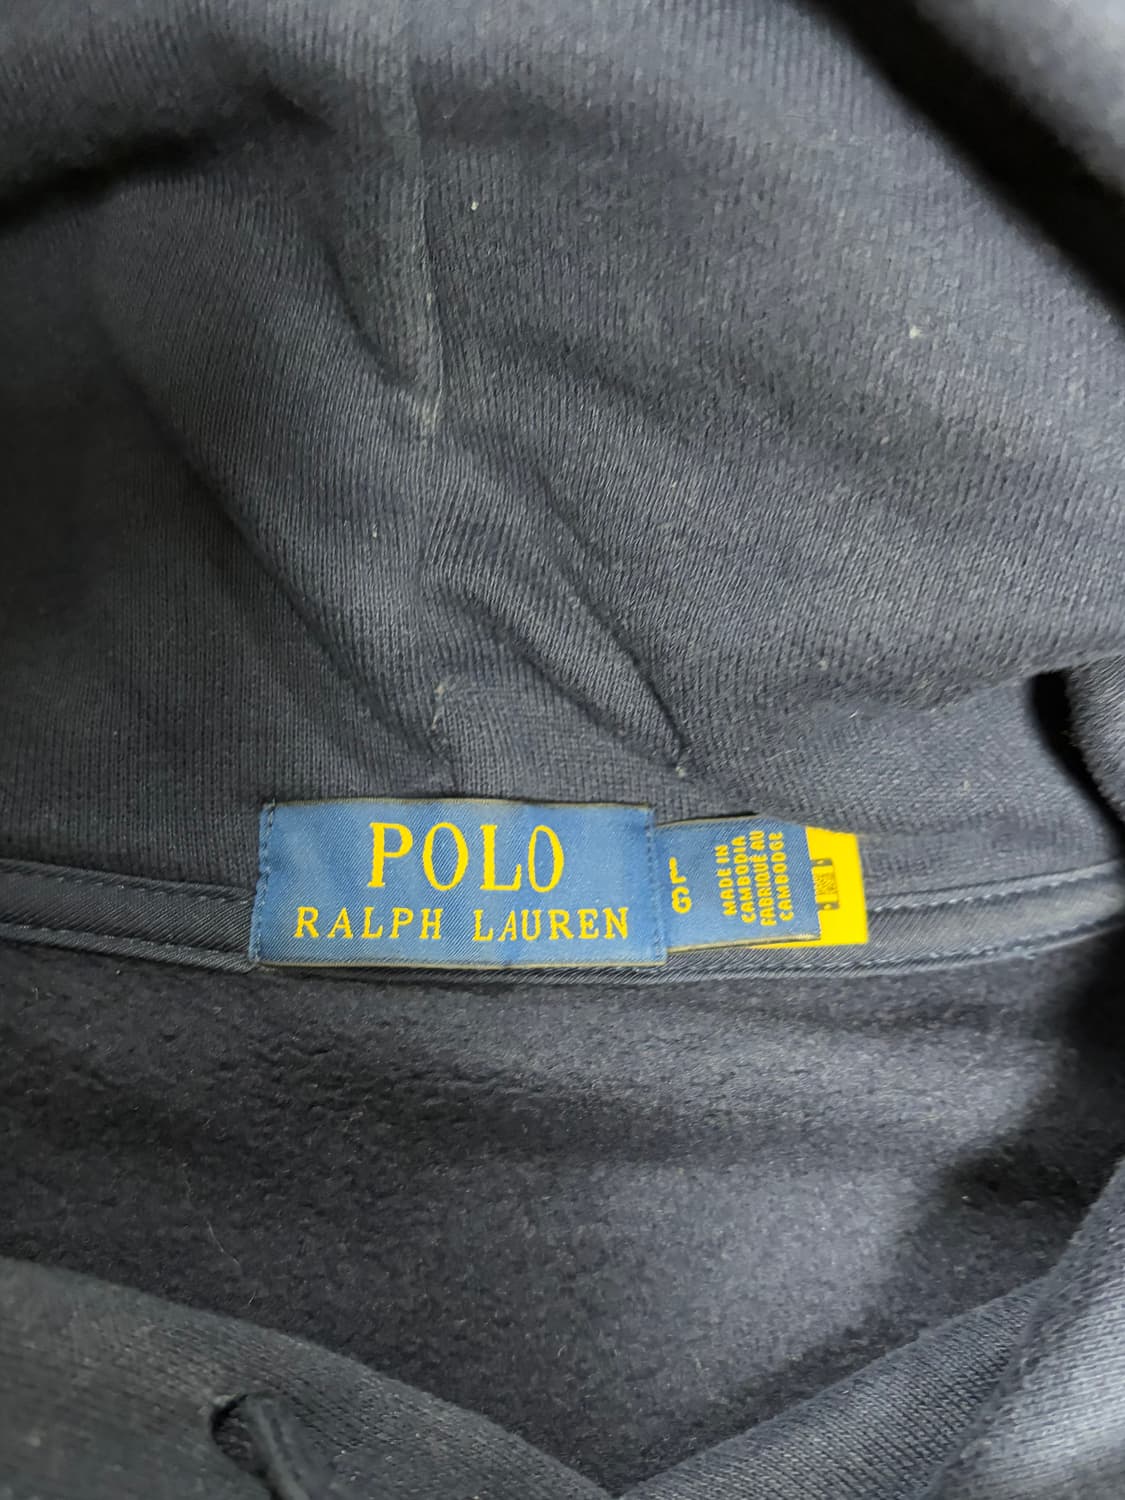 POLO
RALPH LAUREN
MADE IN
CAMBODIA
FABRIQUÉ AU
CAMBODGE